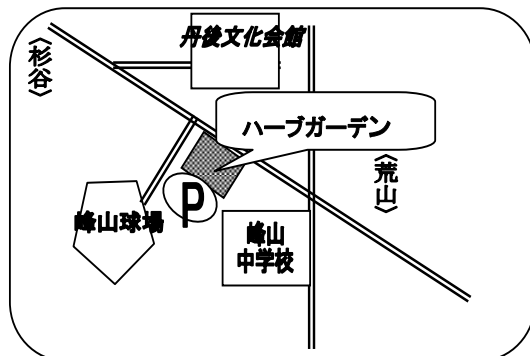 丹後文化会館
〈杉谷〉
ハーブガーデン
〈荒山〉
P
峰山球場
峰山
中学校